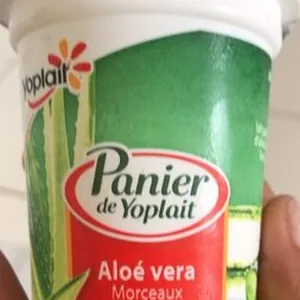 Yoplait
Panier
de Yoplait
Aloé vera
Morceaux